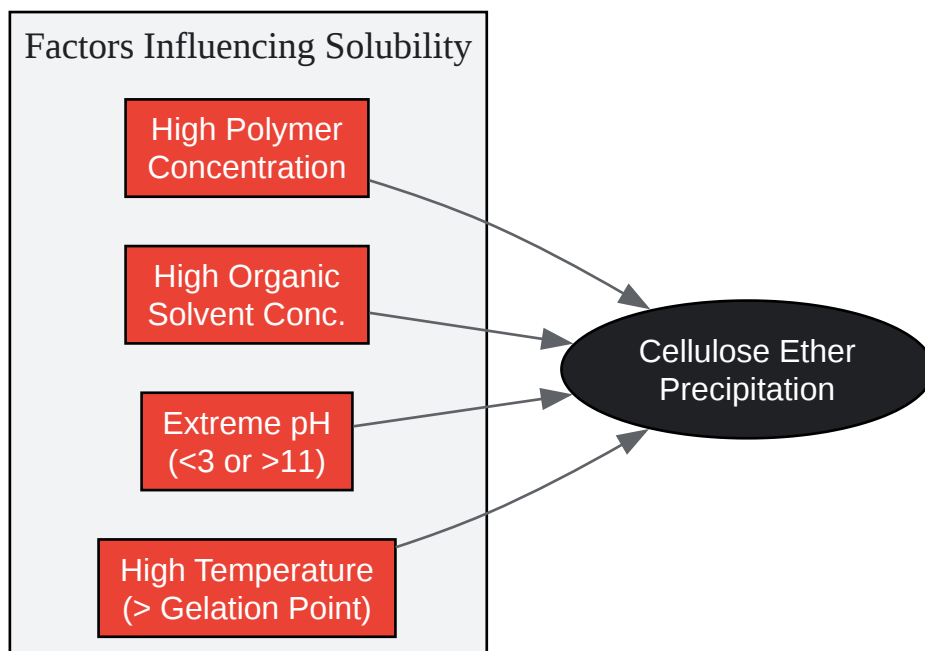 Factors Influencing Solubility
High Polymer
Concentration
High Organic
Solvent Conc.
Extreme pH
(<3 or >11)
High Temperature
(> Gelation Point)
Cellulose Ether
Precipitation